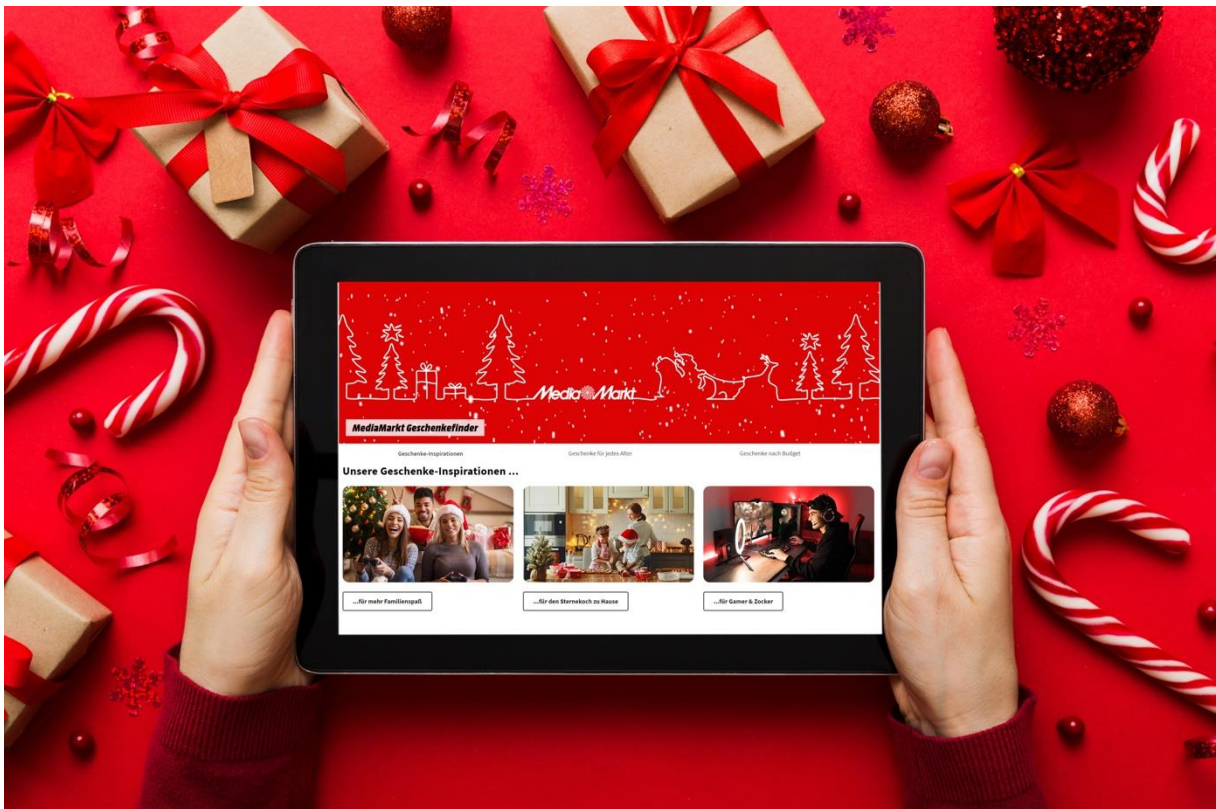 MediaMarkt
MediaMarkt Geschenkefinder
Geschenke-Inspirationen
Geschenke für jedes Alter
Geschenke nach Budget
Unsere Geschenke-Inspirationen ...
...für mehr Familienspaß
...für den Sternekoch zu Hause
...für Gamer & Zocker